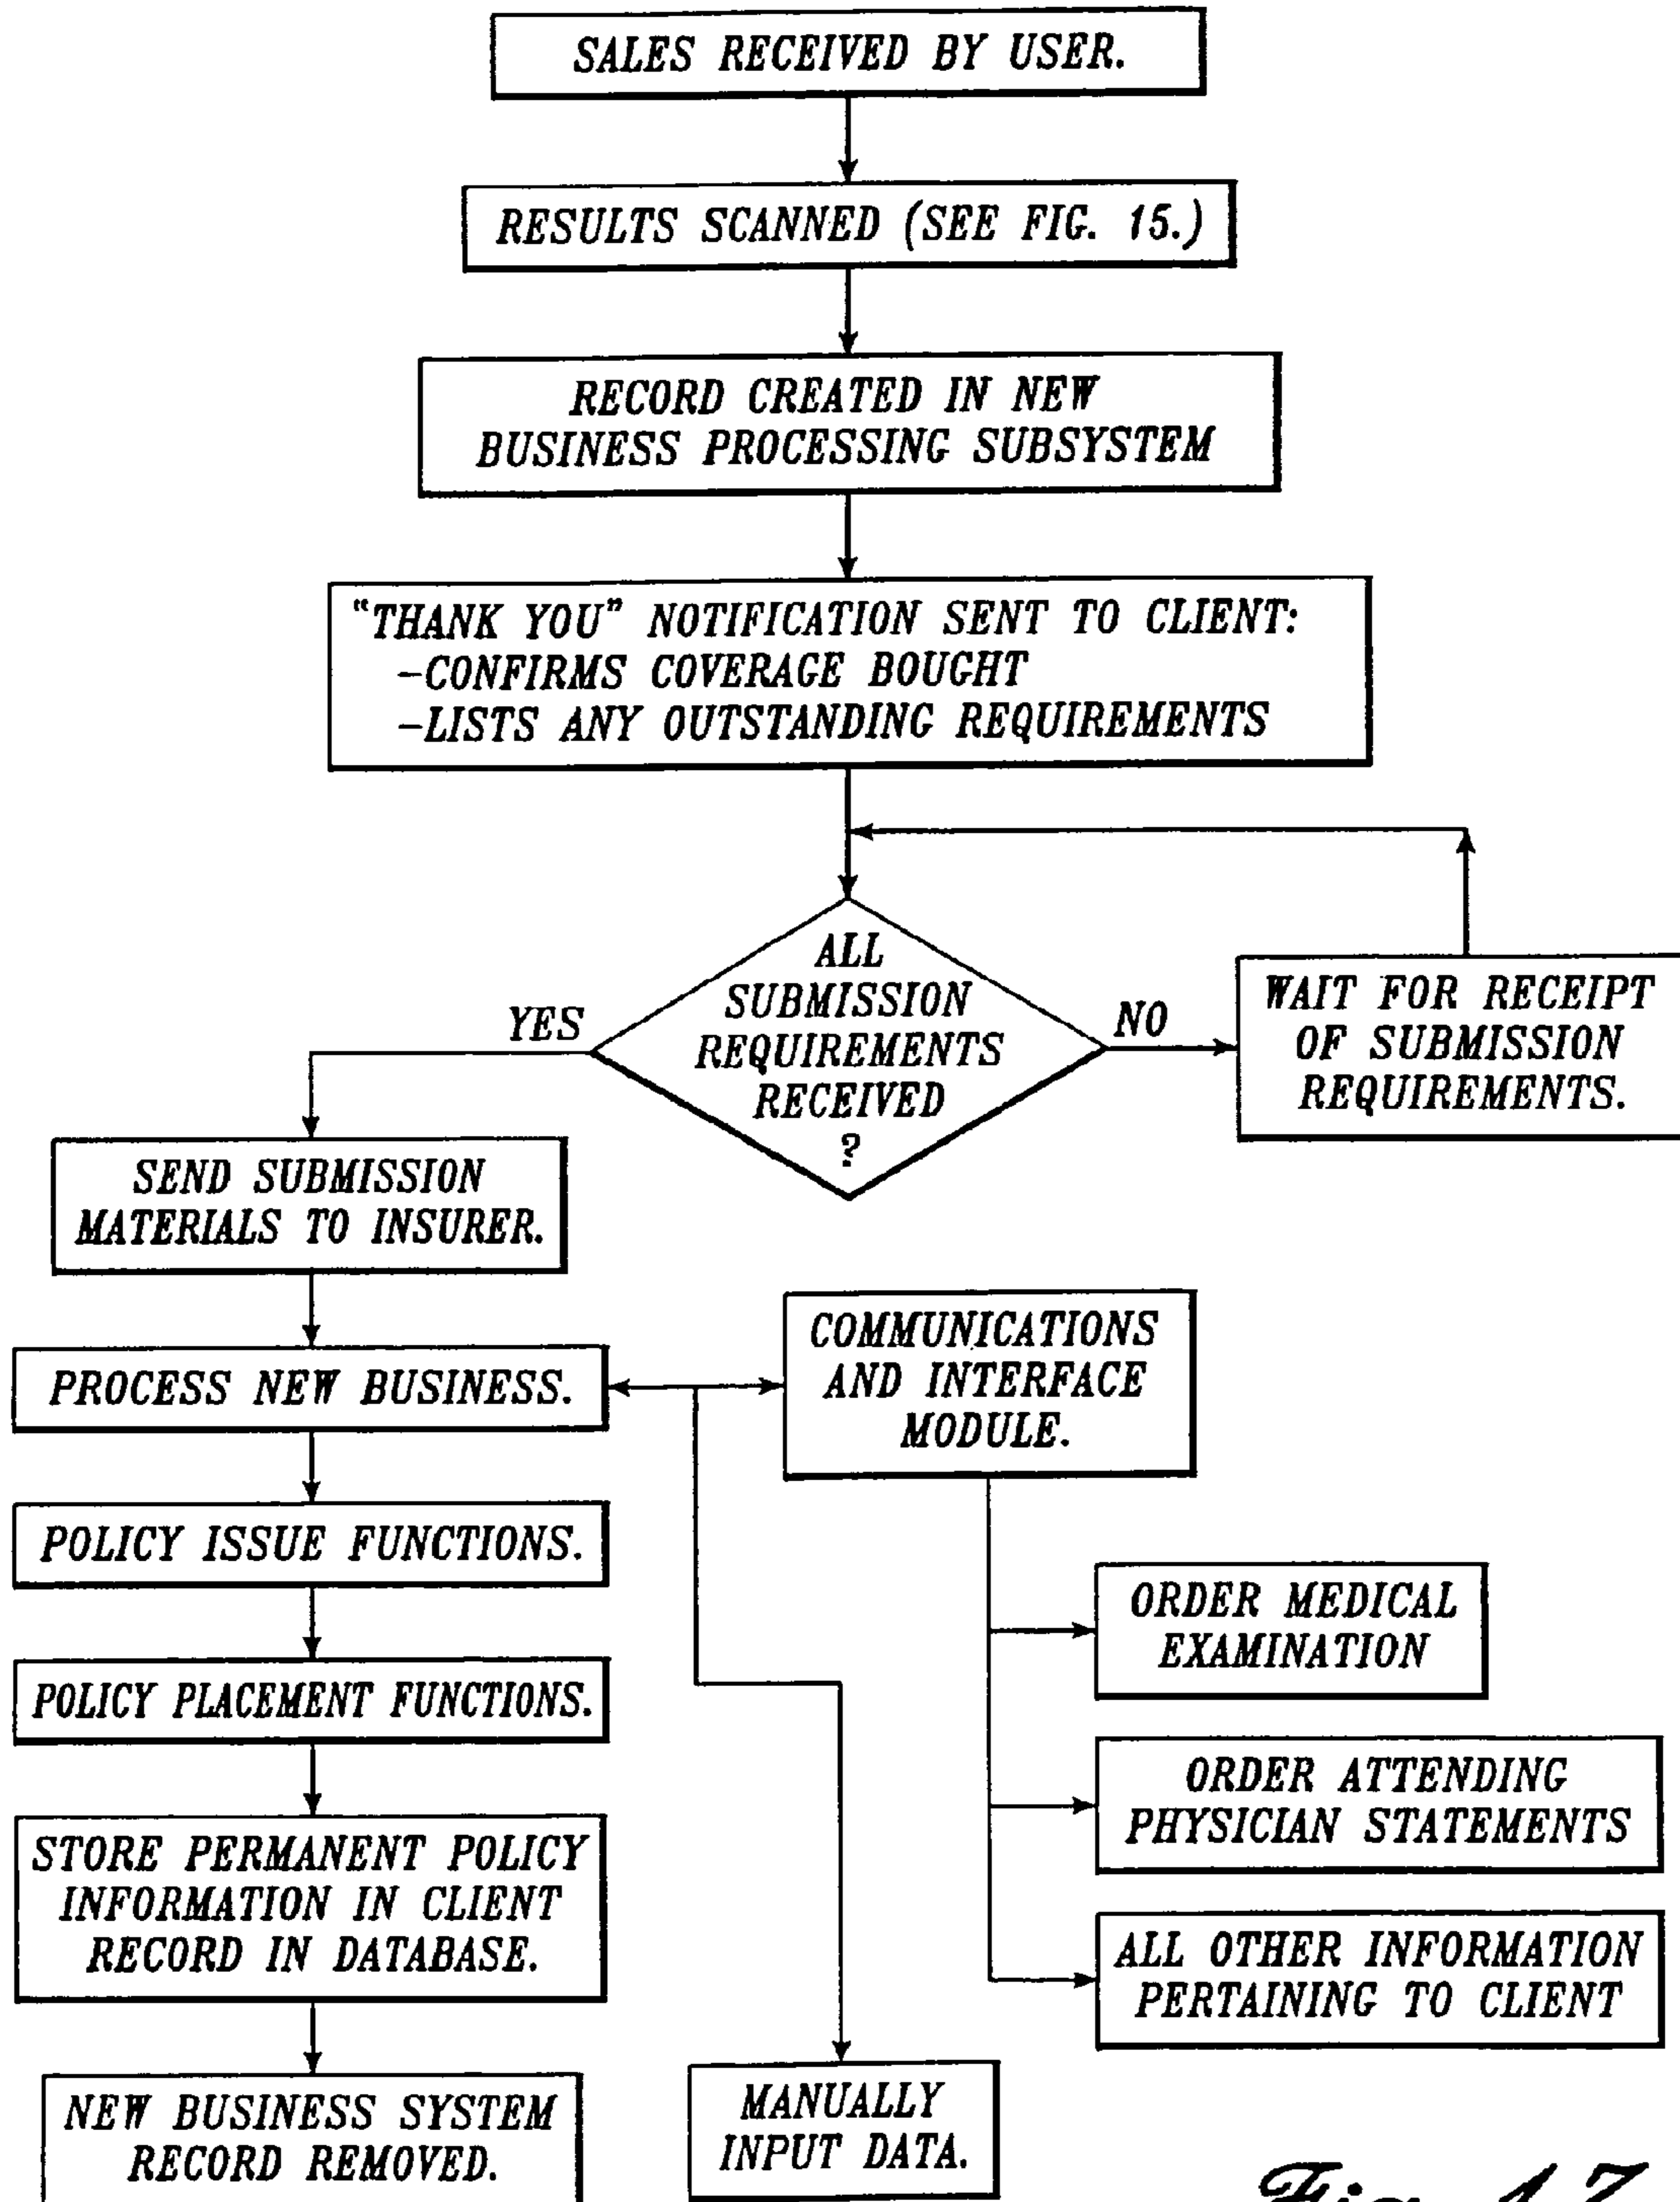 SALES RECEIVED BY USER.
RESULTS SCANNED (SEE FIG. 15.)
RECORD CREATED IN NEW
BUSINESS PROCESSING SUBSYSTEM
“THANK YOU” NOTIFICATION SENT TO CLIENT:
–CONFIRMS COVERAGE BOUGHT
–LISTS ANY OUTSTANDING REQUIREMENTS
ALL
SUBMISSION
REQUIREMENTS
RECEIVED
?
YES
NO
WAIT FOR RECEIPT
OF SUBMISSION
REQUIREMENTS.
SEND SUBMISSION
MATERIALS TO INSURER.
PROCESS NEW BUSINESS.
COMMUNICATIONS
AND INTERFACE
MODULE.
POLICY ISSUE FUNCTIONS.
ORDER MEDICAL
EXAMINATION
POLICY PLACEMENT FUNCTIONS.
ORDER ATTENDING
PHYSICIAN STATEMENTS
STORE PERMANENT POLICY
INFORMATION IN CLIENT
RECORD IN DATABASE.
ALL OTHER INFORMATION
PERTAINING TO CLIENT
NEW BUSINESS SYSTEM
RECORD REMOVED.
MANUALLY
INPUT DATA.
Fig. 17